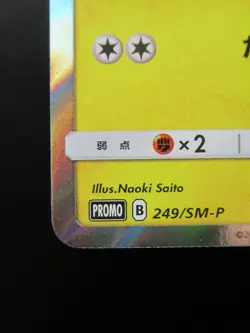 弱点 ×2
Illus.Naoki Saito
PROMO B 249/SM-P